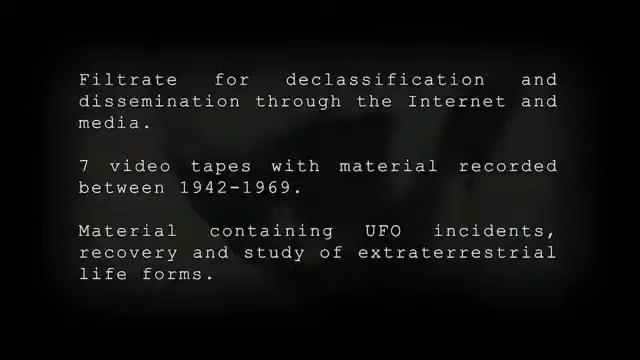 Filtrate for declassification and
dissemination through the Internet and
media.
7 video tapes with material recorded
between 1942-1969.
Material containing UFO incidents,
recovery and study of extraterrestrial
life forms.